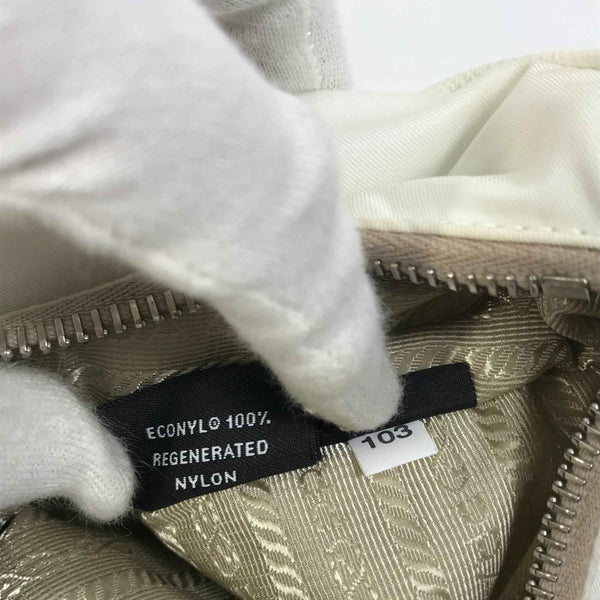 ECONYL® 100%
REGENERATED
NYLON
103